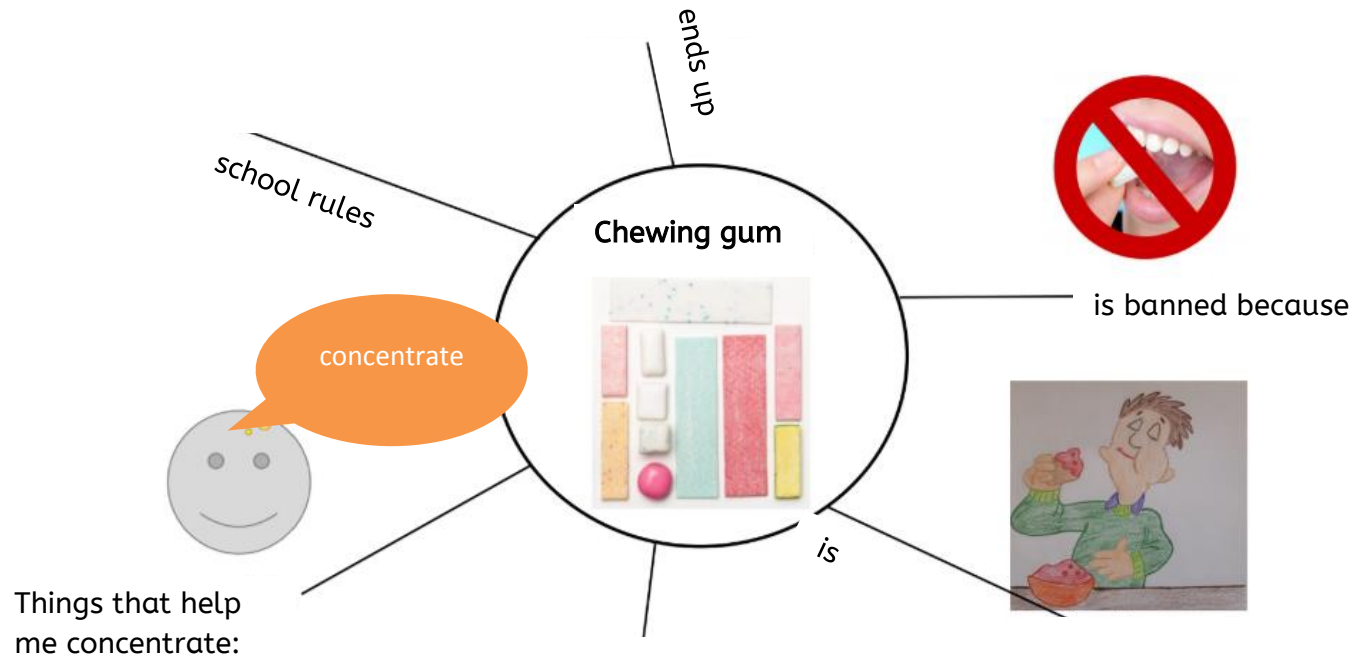 ends up
school rules
Chewing gum
is banned because
concentrate
is
Things that help
me concentrate: